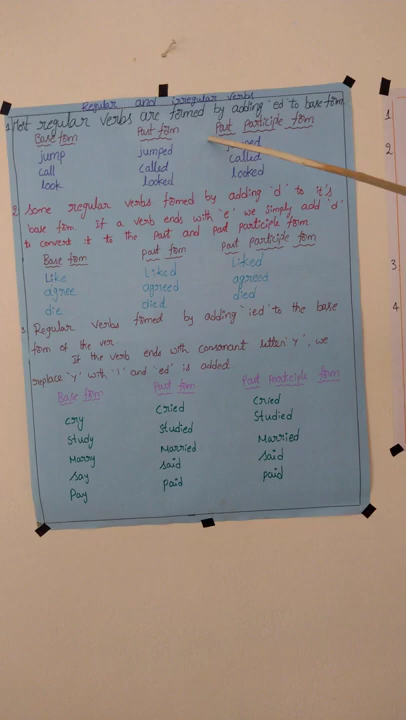 Regular and irregular verbs
1. Most regular verbs are formed by adding 'ed' to base form
Base form Past form Past Participle form
jump jumped
call called called
look looked looked
2. Some regular verbs formed by adding 'd' to it's
base form. If a verb ends with 'e' we simply add 'd'
to convert it to the Past and past participle form
Base form past form past participle form
Like Liked Liked
agree agreed agreed
die died died
3. Regular verbs formed by adding 'ied' to the base
form of the ver
If the verb ends with consonant letter 'y', we
replace 'y' with 'i' and 'ed' is added.
Base form Past form Past Participle form
cry Cried Cried
Study Studied Studied
Marry Married Married
Say Said Said
Pay Paid Paid
1
2
3
4